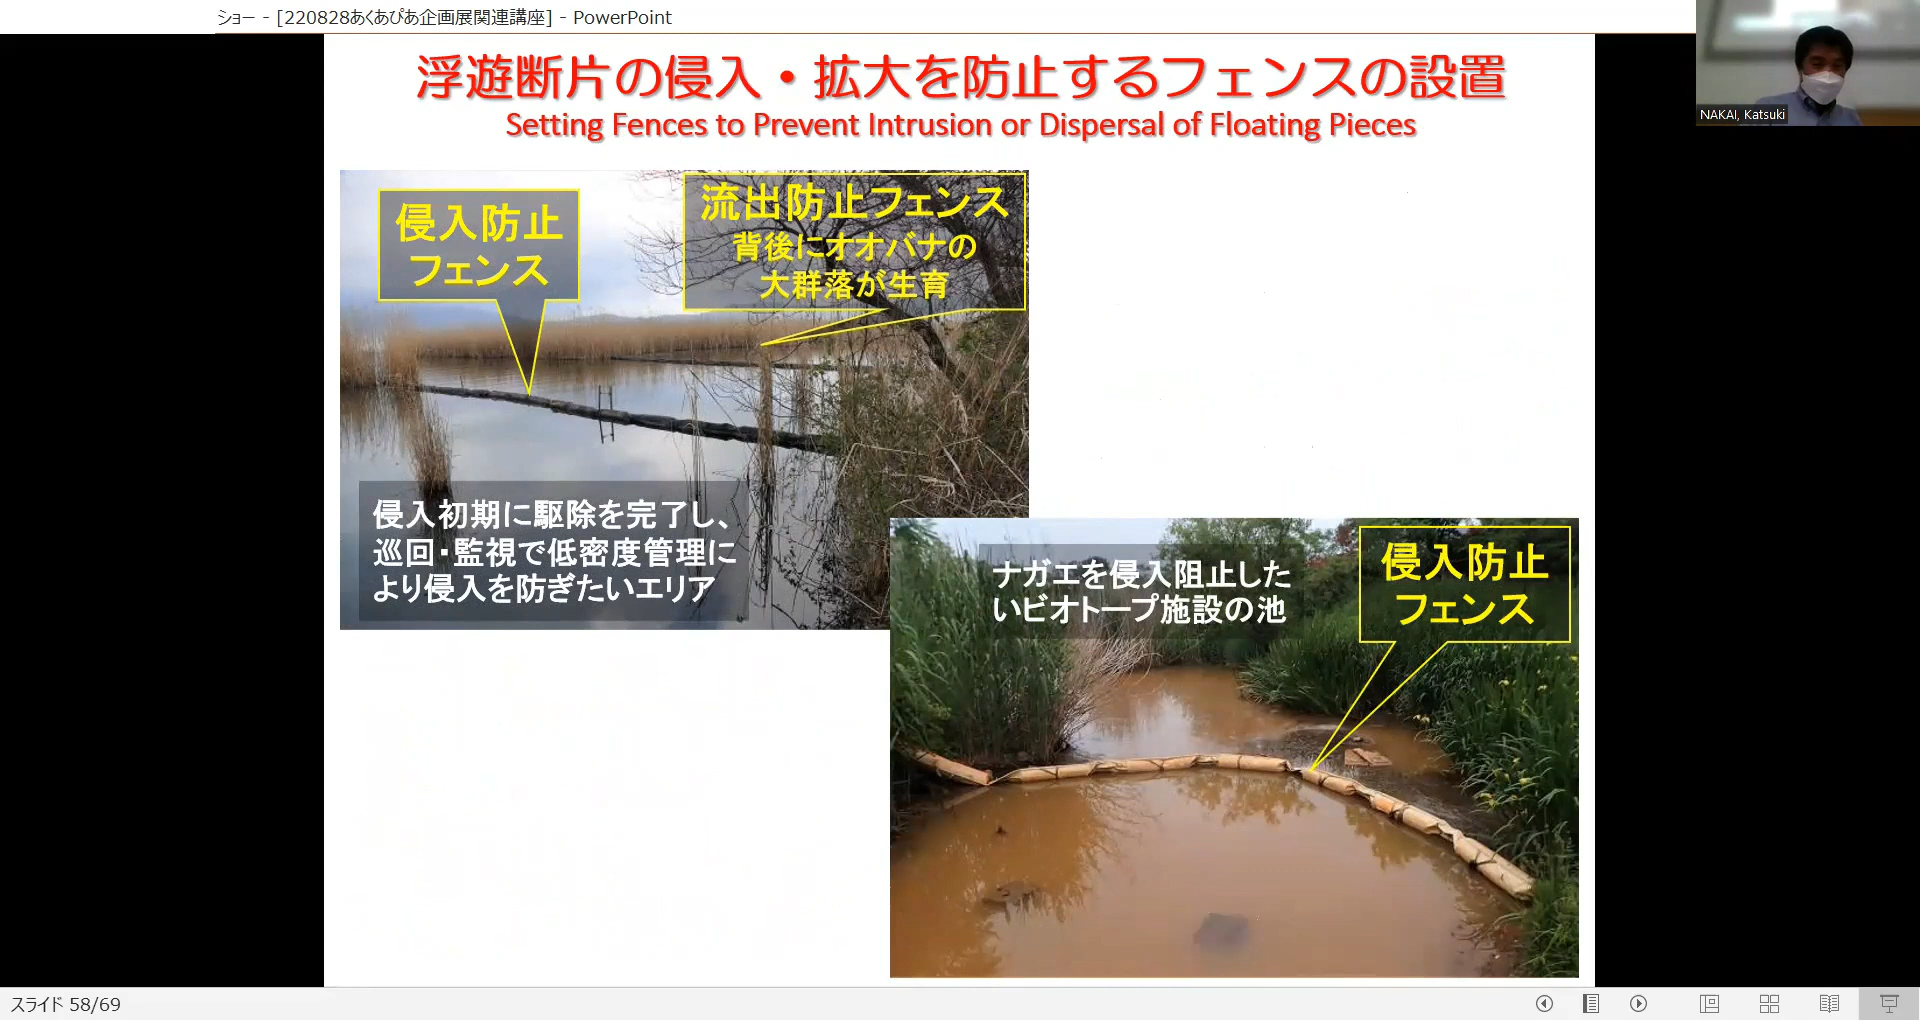 ショー - [220828あくあぴあ企画展関連講座] - PowerPoint
NAKAI, Katsuki
浮遊断片の侵入・拡大を防止するフェンスの設置
Setting Fences to Prevent Intrusion or Dispersal of Floating Pieces
侵入防止
フェンス
流出防止フェンス
背後にオオバナの
大群落が生育
侵入初期に駆除を完了し、
巡回・監視で低密度管理に
より侵入を防ぎたいエリア
ナガエを侵入阻止した
いビオトープ施設の池
侵入防止
フェンス
スライド 58/69